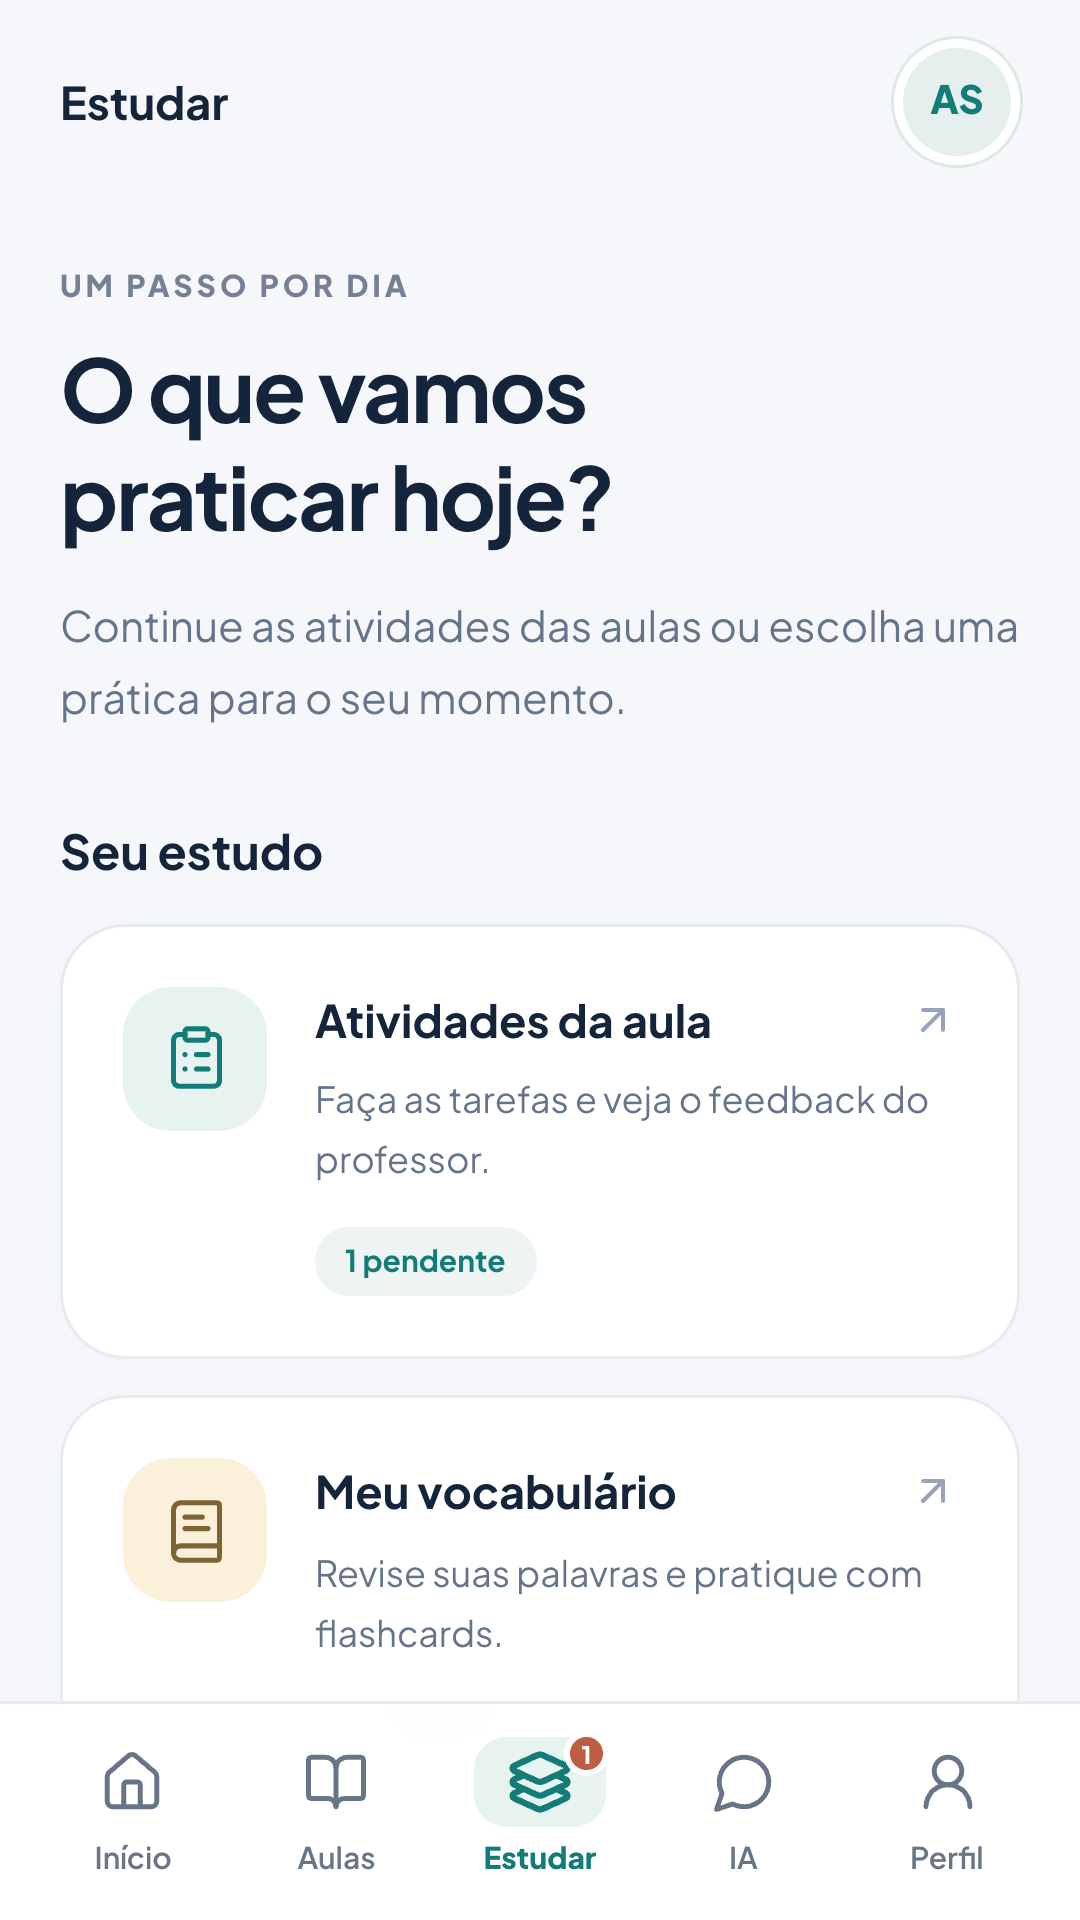 Estudar
AS
UM PASSO POR DIA
O que vamos
praticar hoje?
Continue as atividades das aulas ou escolha uma
prática para o seu momento.
Seu estudo
Atividades da aula
Faça as tarefas e veja o feedback do
professor.
1 pendente
Meu vocabulário
Revise suas palavras e pratique com
flashcards.
1
Início
Aulas
Estudar
IA
Perfil